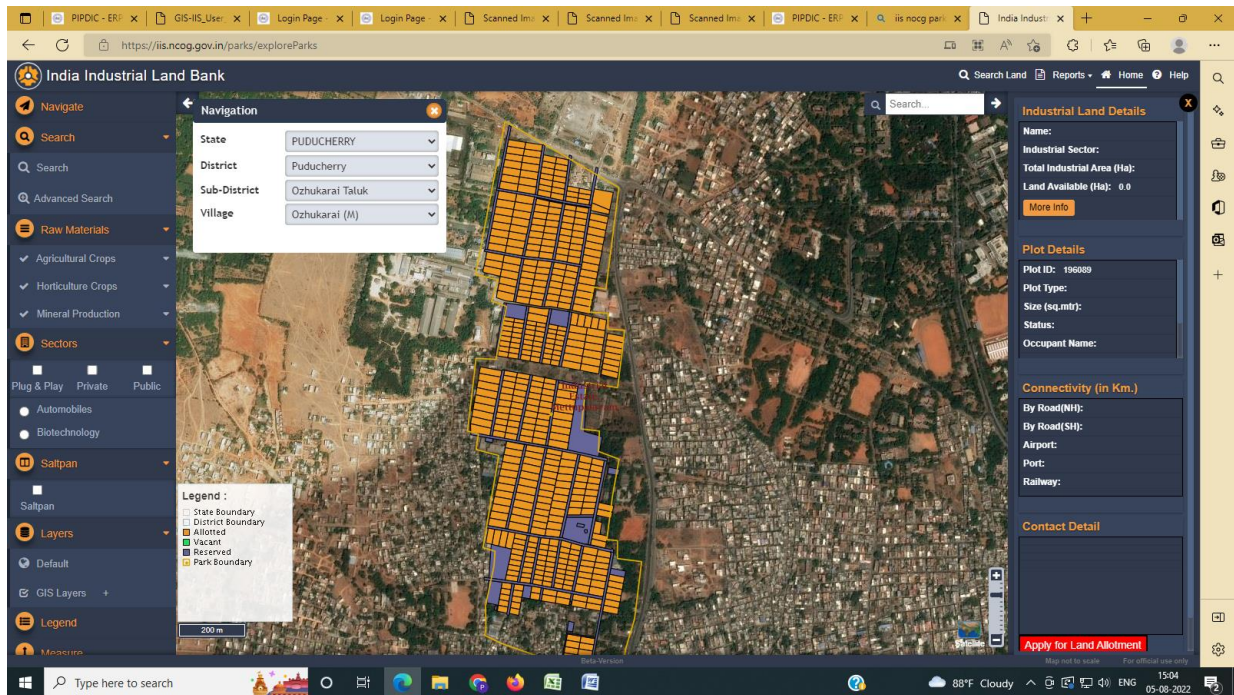 PIPDIC - ERP
GIS-IIS_User
Login Page -
Login Page -
Scanned Ima
Scanned Ima
Scanned Ima
PIPDIC - ERP
iis nocg park
India Industr
https://iis.ncog.gov.in/parks/exploreParks
India Industrial Land Bank
Search Land
Reports
Home
Help
Navigate
Search
Search
Advanced Search
Raw Materials
Agricultural Crops
Horticulture Crops
Mineral Production
Sectors
Plug & Play Private Public
Automobiles
Biotechnology
Saltpan
Saltpan
Layers
Default
GIS Layers +
Legend
Measure
Navigation
State PUDUCHERRY
District Puducherry
Sub-District Ozhukarai Taluk
Village Ozhukarai (M)
Search...
Legend :
State Boundary
District Boundary
Allotted
Vacant
Reserved
Park Boundary
200 m
Satellite
X
Industrial Land Details
Name:
Industrial Sector:
Total Industrial Area (Ha):
Land Available (Ha): 0.0
More Info
Plot Details
Plot ID: 196089
Plot Type:
Size (sq.mtr):
Status:
Occupant Name:
Connectivity (in Km.)
By Road(NH):
By Road(SH):
Airport:
Port:
Railway:
Contact Detail
Apply for Land Allotment
Beta-Version
Map not to scale For official use only
Type here to search
88°F Cloudy
ENG
15:04
05-08-2022
2